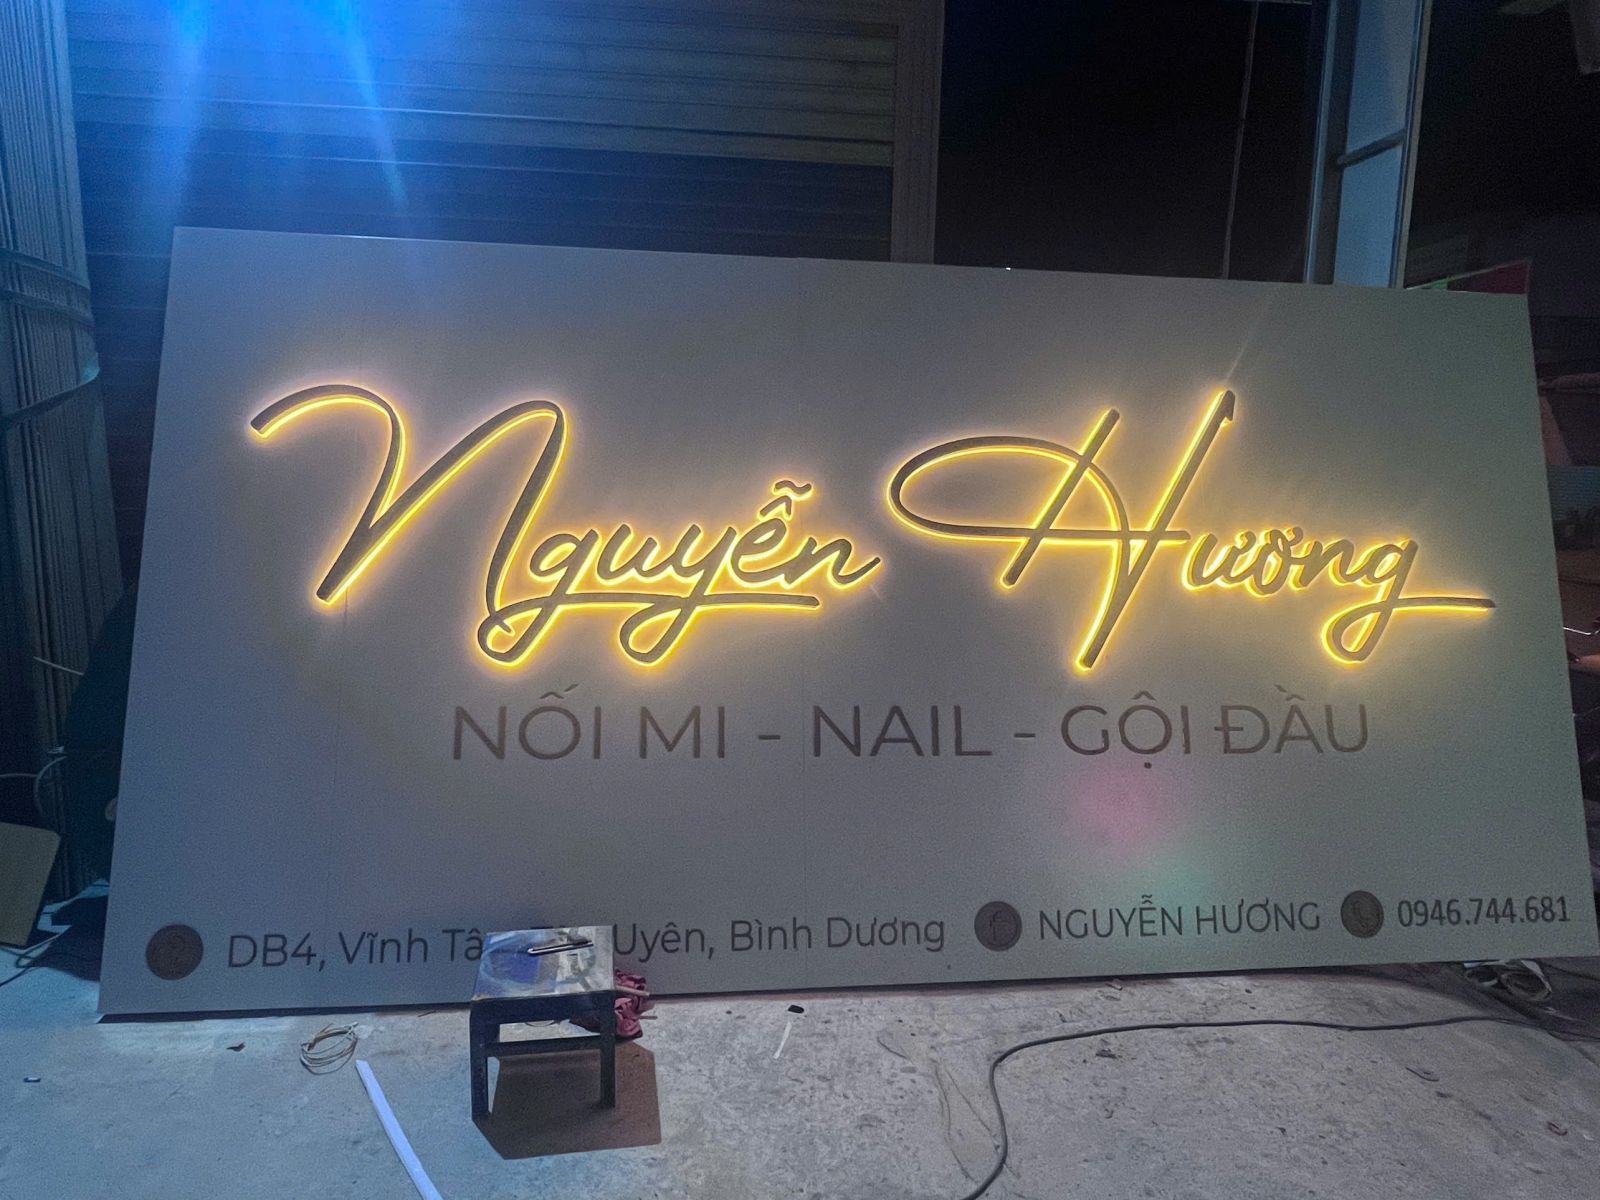 Nguyễn Hương
NỐI MI - NAIL - GỘI ĐẦU
DB4, Vĩnh Uyên, Bình Dương NGUYỄN HƯƠNG 0946.744.681